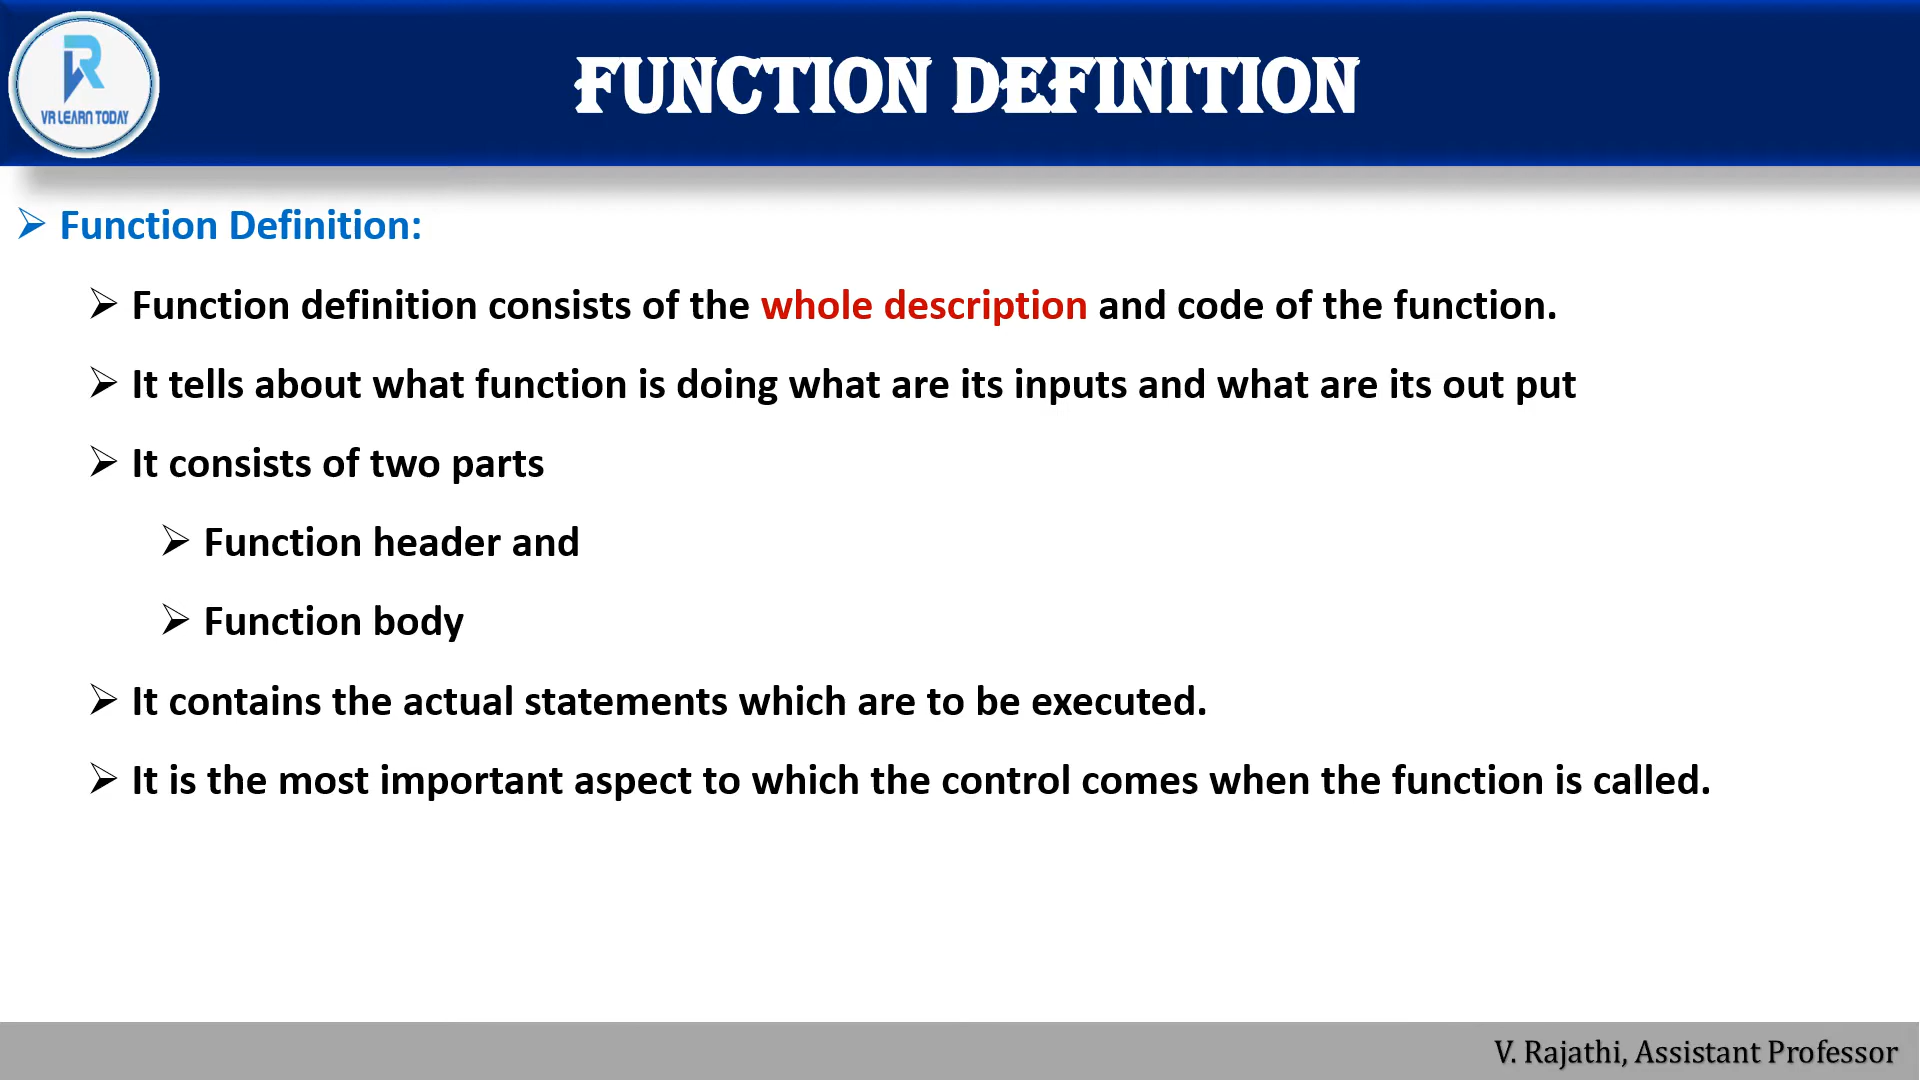 VR LEARN TODAY
FUNCTION DEFINITION
Function Definition:
Function definition consists of the whole description and code of the function.
It tells about what function is doing what are its inputs and what are its out put
It consists of two parts
Function header and
Function body
It contains the actual statements which are to be executed.
It is the most important aspect to which the control comes when the function is called.
V. Rajathi, Assistant Professor